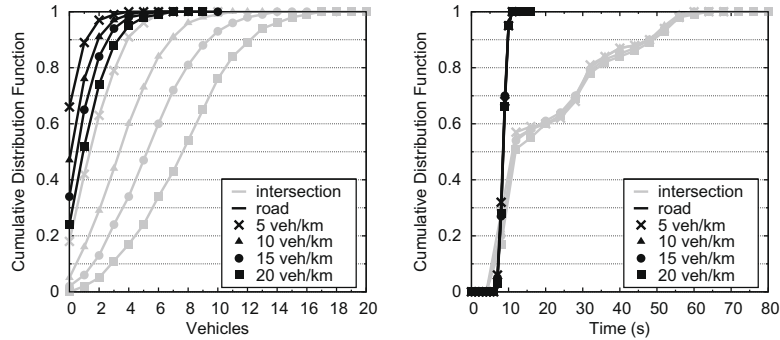 Cumulative Distribution Function
1
0.8
0.6
0.4
0.2
0
0 2 4 6 8 10 12 14 16 18 20
Vehicles
intersection
road
5 veh/km
10 veh/km
15 veh/km
20 veh/km
Cumulative Distribution Function
1
0.8
0.6
0.4
0.2
0
0 10 20 30 40 50 60 70 80
Time (s)
intersection
road
5 veh/km
10 veh/km
15 veh/km
20 veh/km